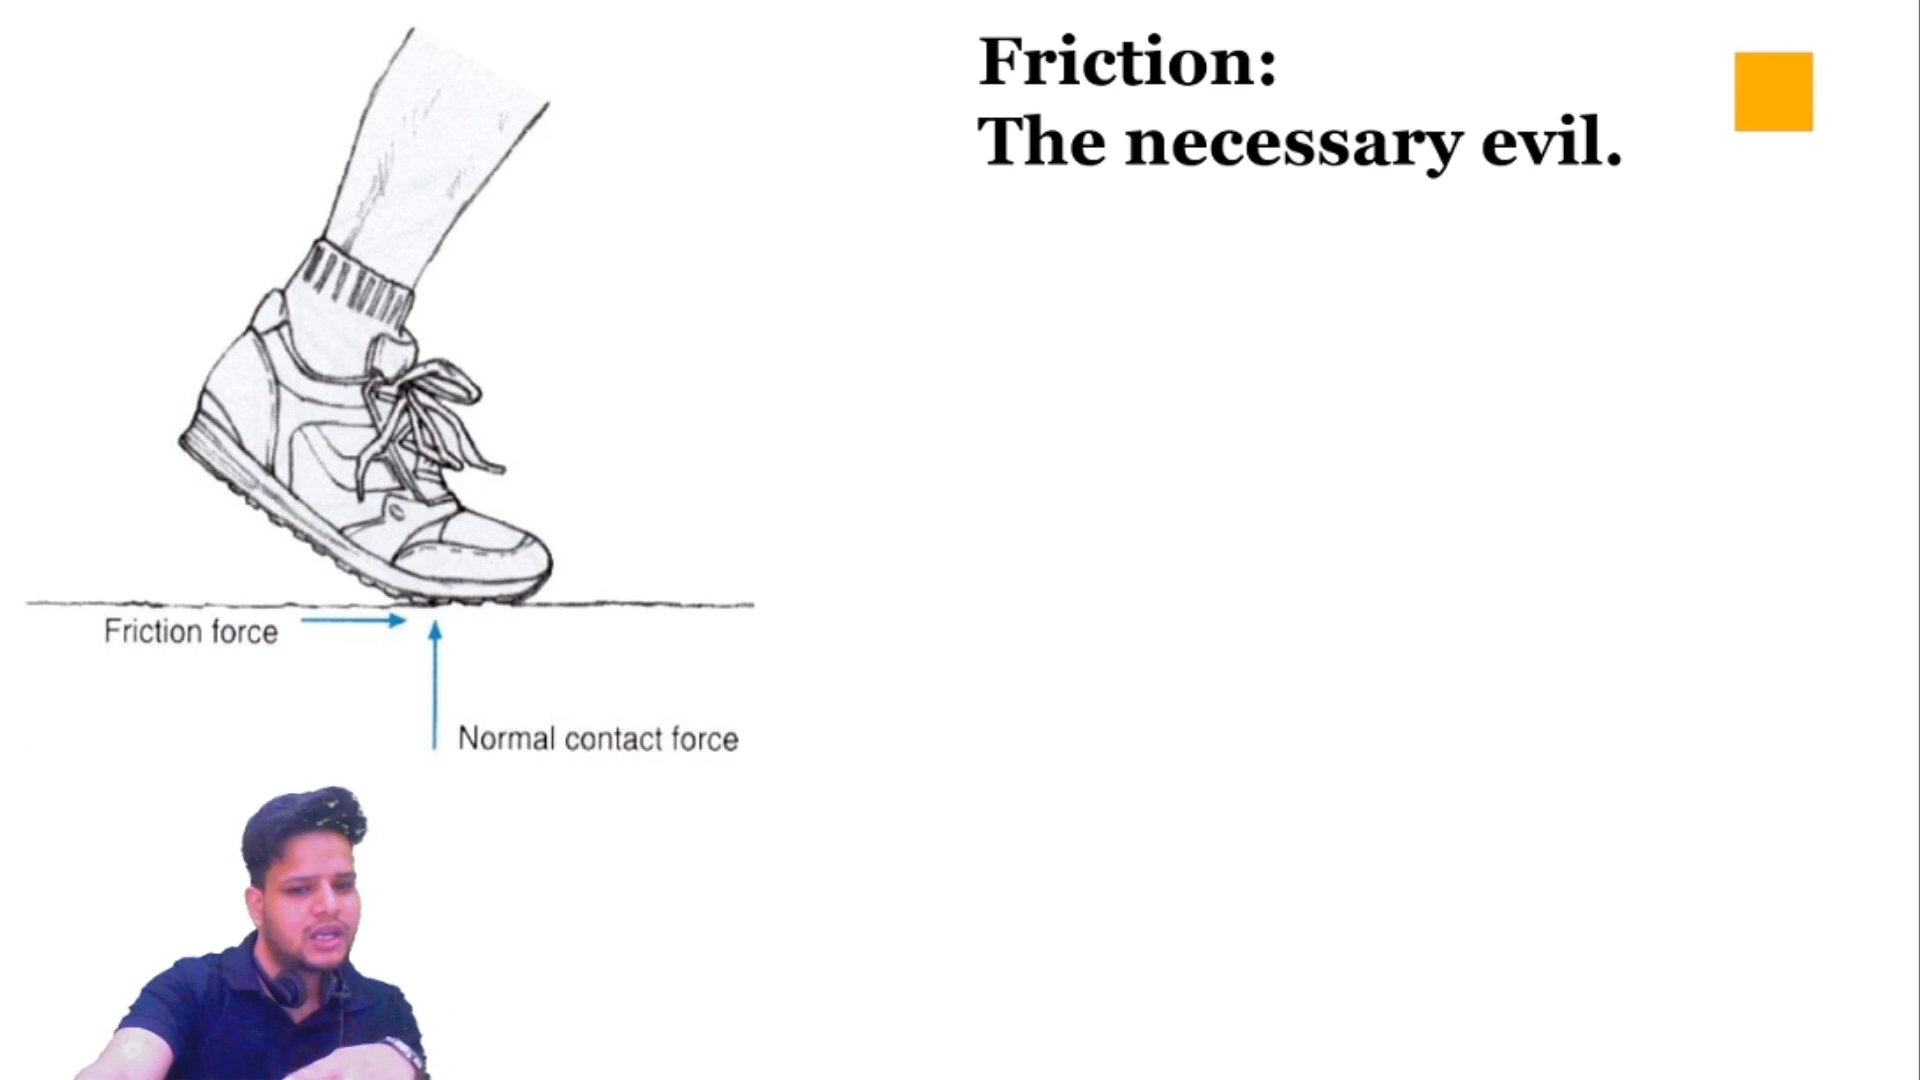 Friction:
The necessary evil.
Friction force
Normal contact force